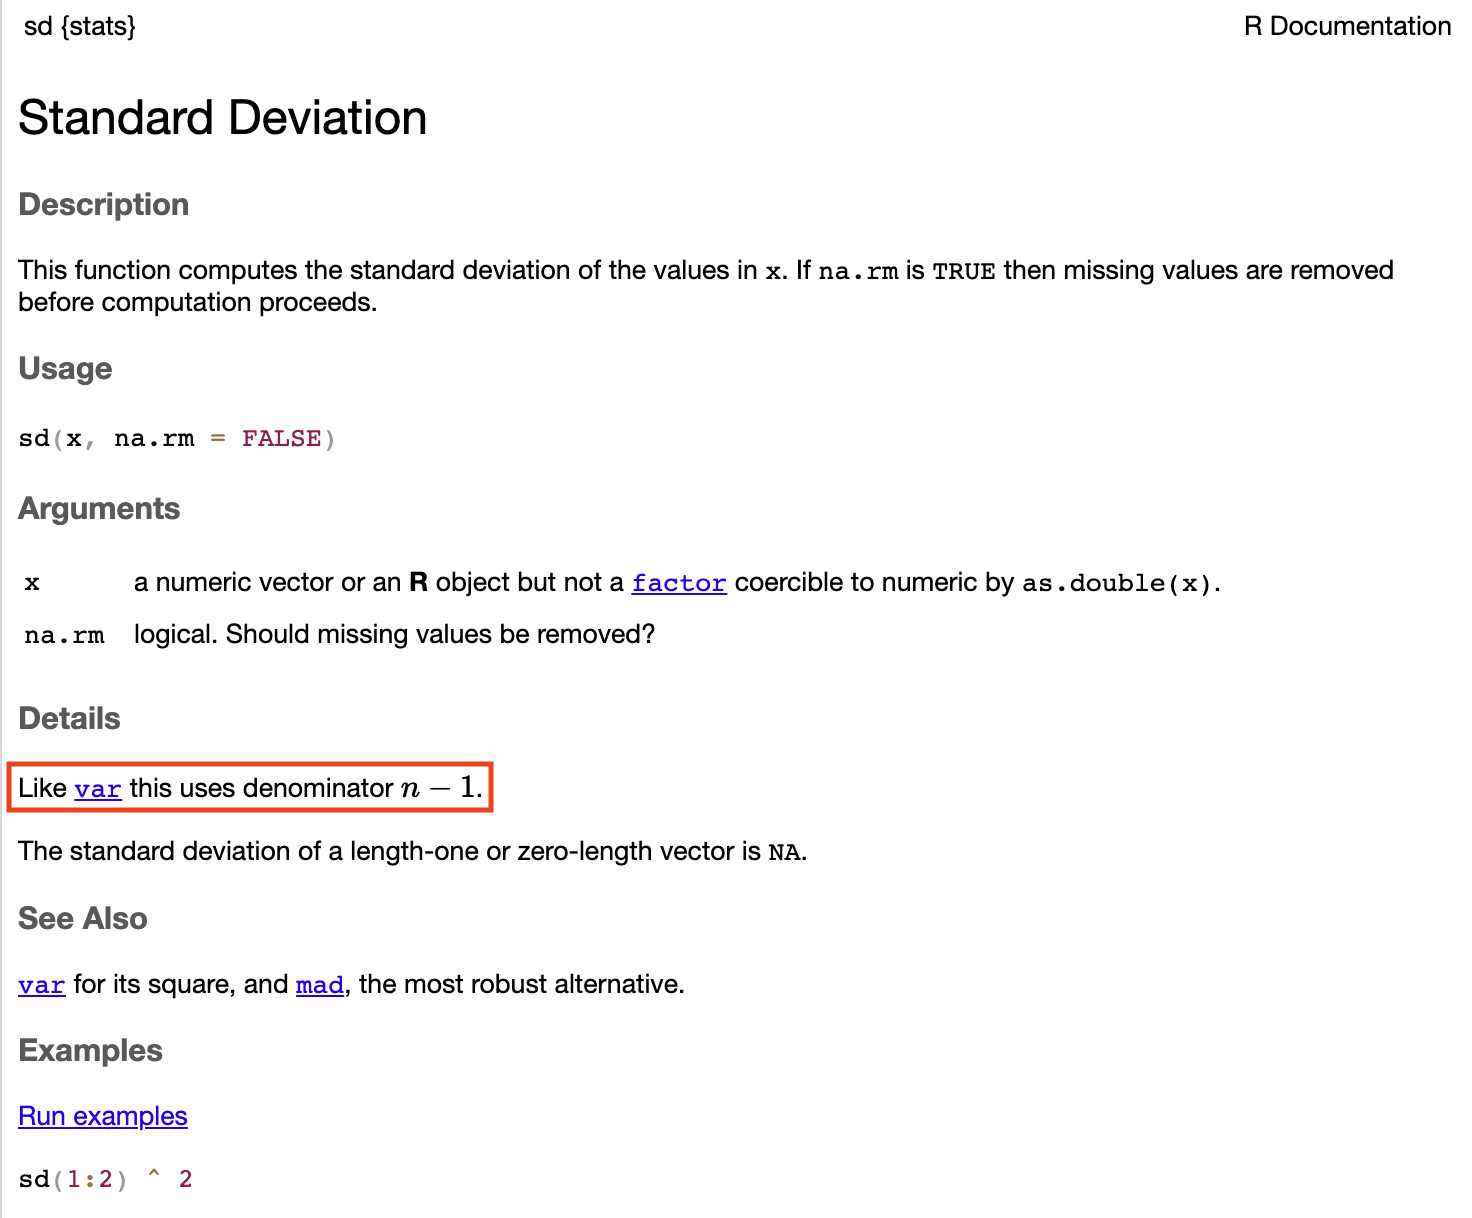 sd {stats}
R Documentation
Standard Deviation
Description
This function computes the standard deviation of the values in x. If na.rm is TRUE then missing values are removed
before computation proceeds.
Usage
sd(x, na.rm = FALSE)
Arguments
x a numeric vector or an R object but not a factor coercible to numeric by as.double(x).
na.rm logical. Should missing values be removed?
Details
Like var this uses denominator n − 1.
The standard deviation of a length-one or zero-length vector is NA.
See Also
var for its square, and mad, the most robust alternative.
Examples
Run examples
sd(1:2) ^ 2